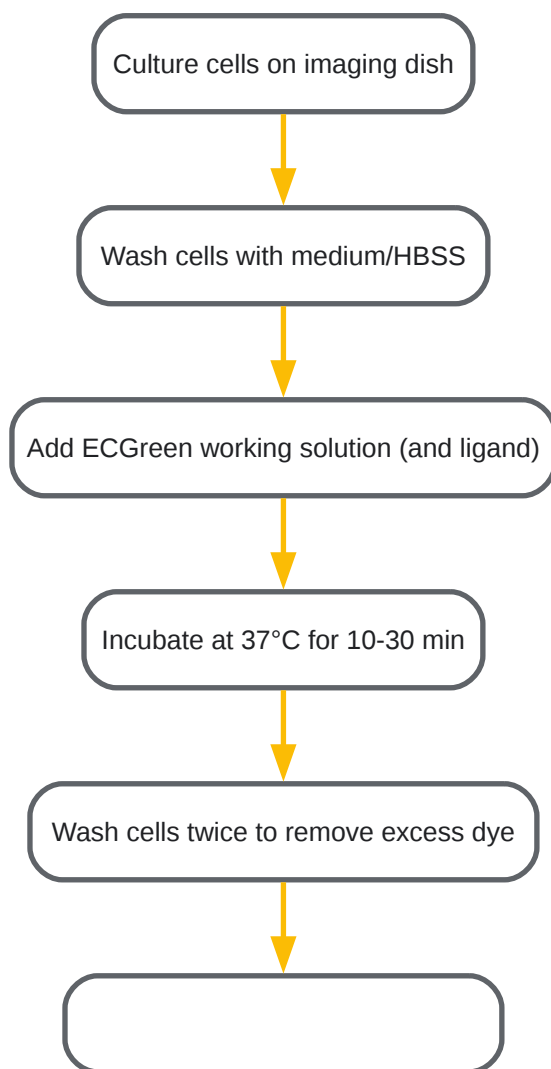 Culture cells on imaging dish
Wash cells with medium/HBSS
Add ECGreen working solution (and ligand)
Incubate at 37°C for 10-30 min
Wash cells twice to remove excess dye